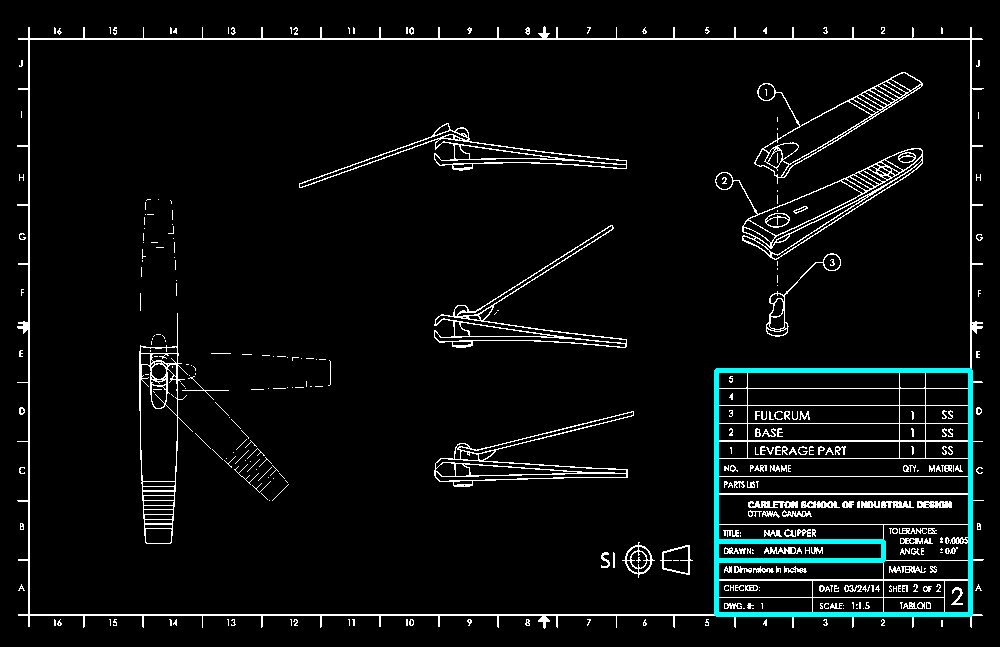 16 15 14 13 12 11 10 9 8 7 6 5 4 3 2 1
J J
I I
H H
G G
F F
E E
D D
C C
B B
A A
1
2
3
5
4
3 FULCRUM 1 SS
2 BASE 1 SS
1 LEVERAGE PART 1 SS
NO. PART NAME QTY. MATERIAL
PARTS LIST
CARLETON SCHOOL OF INDUSTRIAL DESIGN
OTTAWA, CANADA
TITLE: NAIL CLIPPER
TOLERANCES:
DECIMAL ±0.0005
ANGLE ±0.0°
DRAWN: AMANDA HUM
All Dimensions in Inches
MATERIAL: SS
CHECKED: DATE: 03/24/14 SHEET 2 OF 2
DWG. #: 1 SCALE: 1:1.5 TABLOID 2
SI
16 15 14 13 12 11 10 9 8 7 6 5 4 3 2 1